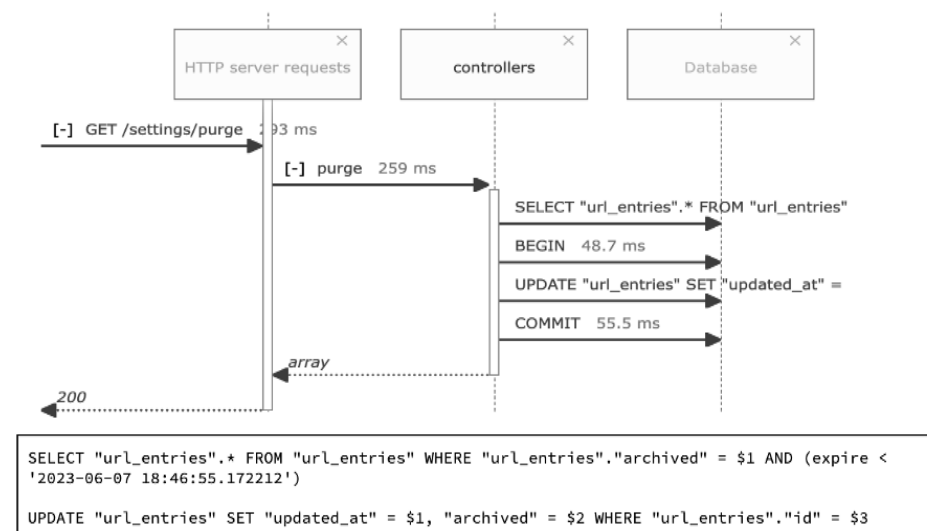 HTTP server requests
controllers
Database
[-] GET /settings/purge 293 ms
[-] purge 259 ms
SELECT "url_entries".* FROM "url_entries"
BEGIN 48.7 ms
UPDATE "url_entries" SET "updated_at" =
COMMIT 55.5 ms
array
200
SELECT "url_entries".* FROM "url_entries" WHERE "url_entries"."archived" = $1 AND (expire <
'2023-06-07 18:46:55.172212')
UPDATE "url_entries" SET "updated_at" = $1, "archived" = $2 WHERE "url_entries"."id" = $3